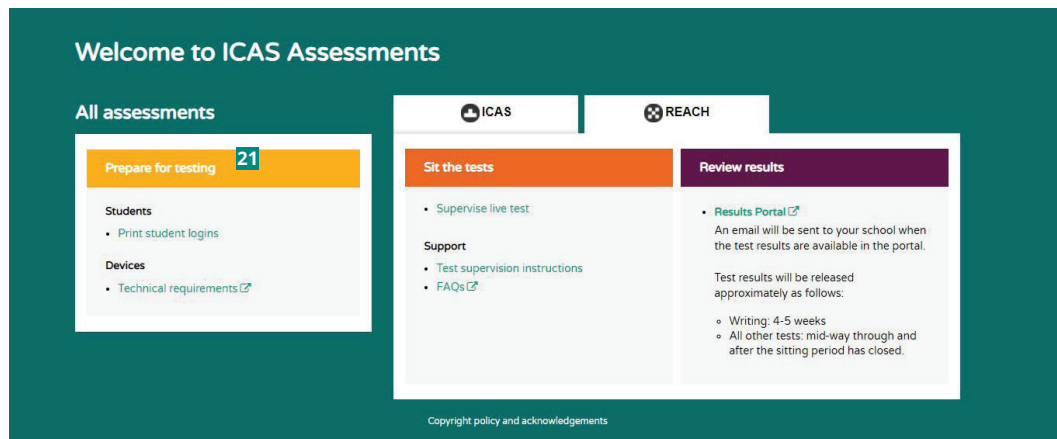 Welcome to ICAS Assessments
All assessments
ICAS
REACH
Prepare for testing
21
Students
• Print student logins
Devices
• Technical requirements
Sit the tests
• Supervise live test
Support
• Test supervision instructions
• FAQs
Review results
• Results Portal
An email will be sent to your school when
the test results are available in the portal.
Test results will be released
approximately as follows:
◦ Writing: 4-5 weeks
◦ All other tests: mid-way through and
after the sitting period has closed.
Copyright policy and acknowledgements